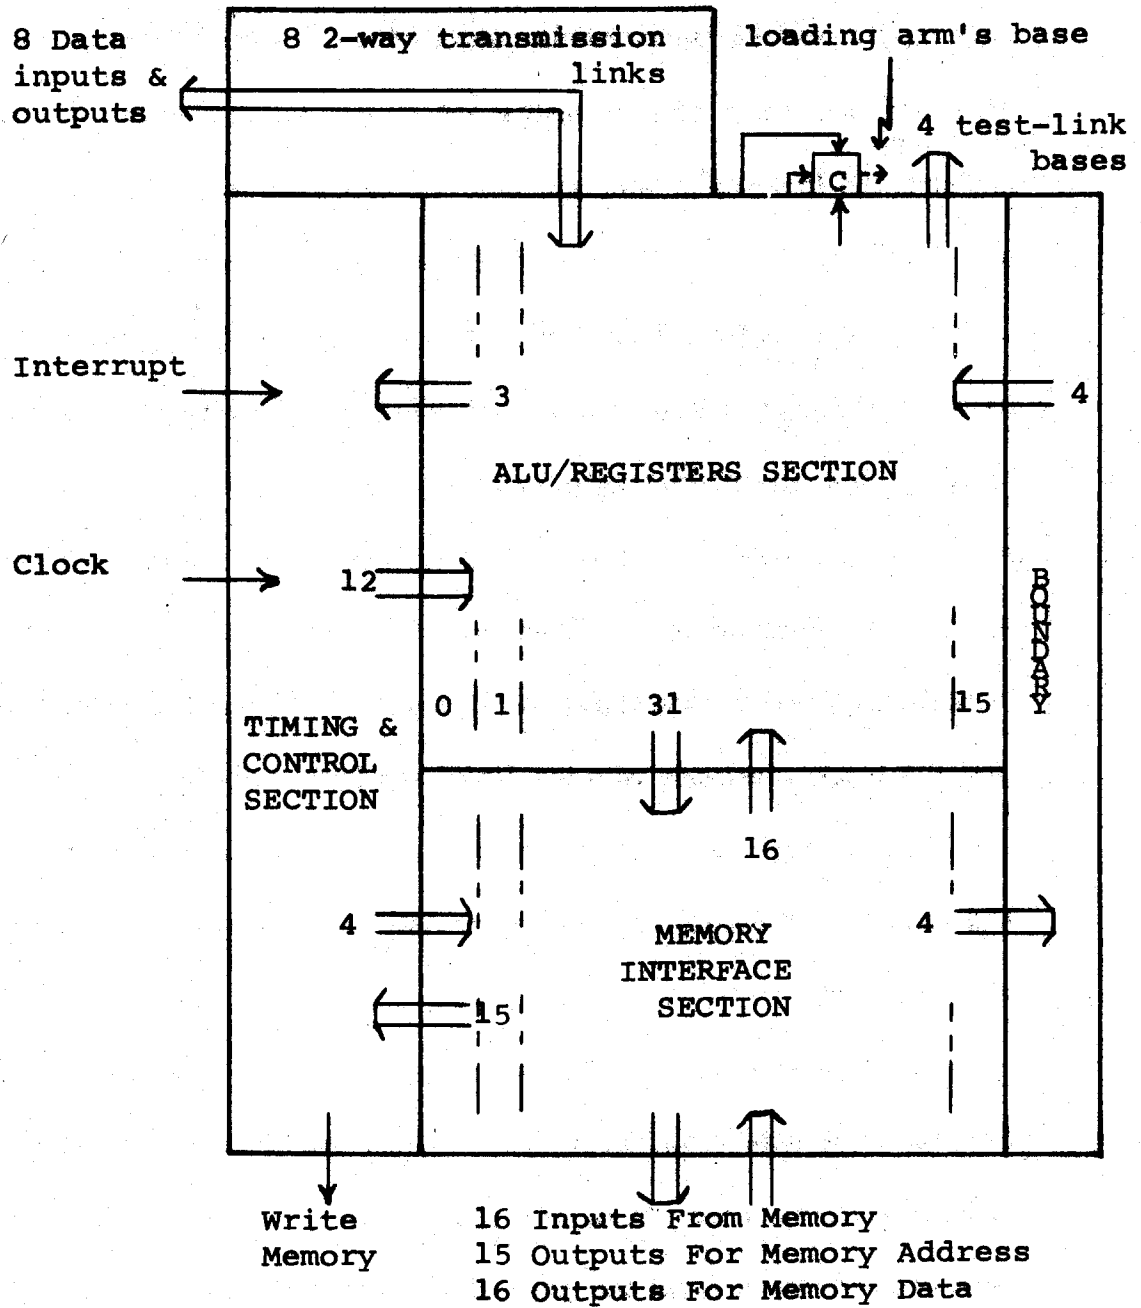 8 Data
inputs &
outputs
8 2-way transmission
links
loading arm's base
4 test-link
bases
C
Interrupt
3
4
ALU/REGISTERS SECTION
Clock
12
BOUNDARY
0
1
31
15
TIMING &
CONTROL
SECTION
16
4
4
MEMORY
INTERFACE
SECTION
15
Write
Memory
16 Inputs From Memory
15 Outputs For Memory Address
16 Outputs For Memory Data